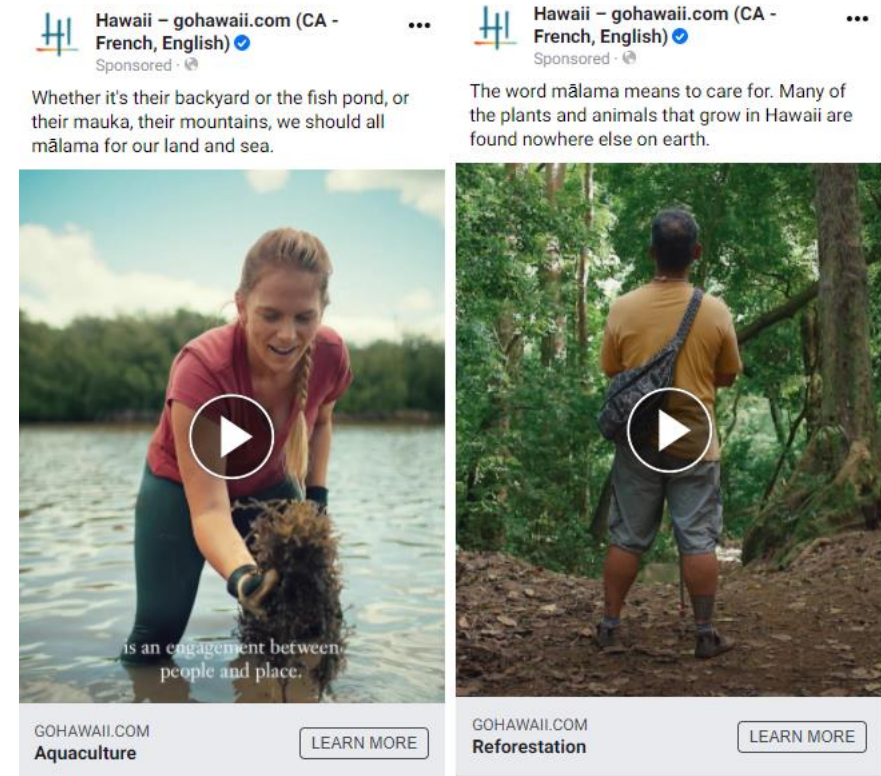 Hawaii – gohawaii.com (CA -
French, English)
Sponsored ·
Whether it's their backyard or the fish pond, or
their mauka, their mountains, we should all
mālama for our land and sea.
is an engagement between
people and place.
GOHAWAII.COM
Aquaculture
LEARN MORE
Hawaii – gohawaii.com (CA -
French, English)
Sponsored ·
The word mālama means to care for. Many of
the plants and animals that grow in Hawaii are
found nowhere else on earth.
GOHAWAII.COM
Reforestation
LEARN MORE